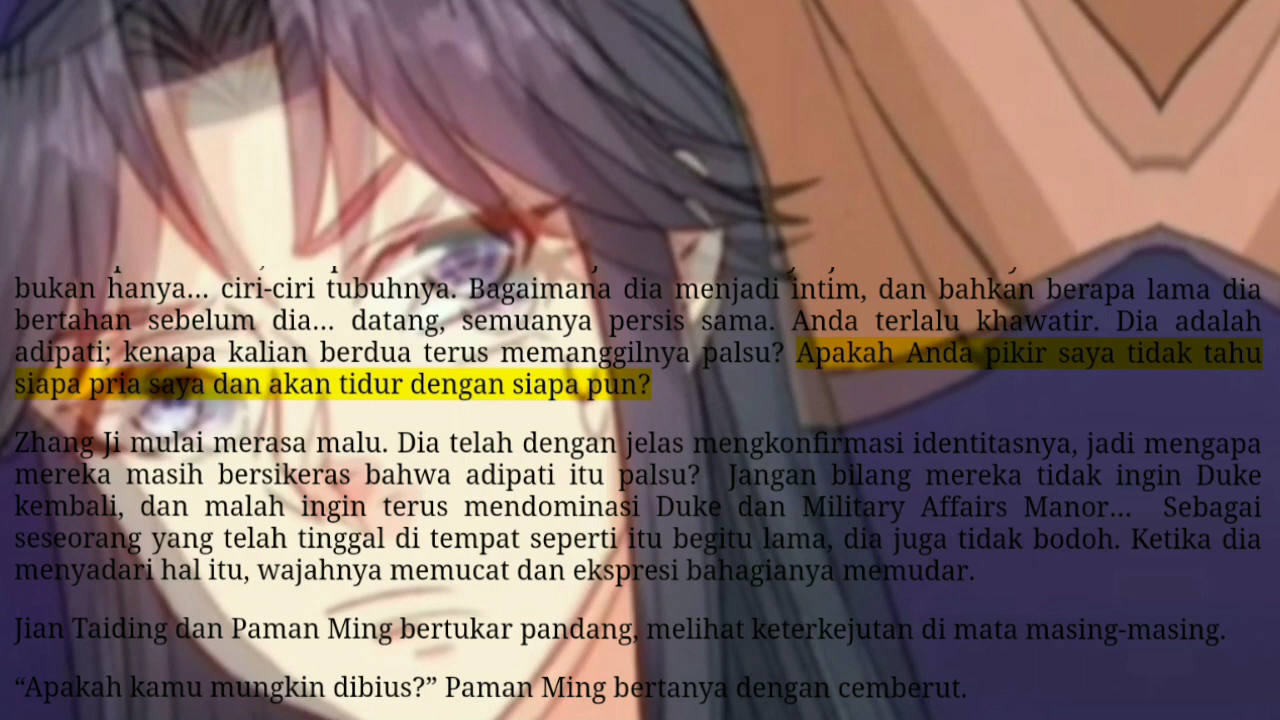 bukan hanya... ciri-ciri tubuhnya. Bagaimana dia menjadi intim, dan bahkan berapa lama dia
bertahan sebelum dia... datang, semuanya persis sama. Anda terlalu khawatir. Dia adalah
adipati; kenapa kalian berdua terus memanggilnya palsu? Apakah Anda pikir saya tidak tahu
siapa pria saya dan akan tidur dengan siapa pun?
Zhang Ji mulai merasa malu. Dia telah dengan jelas mengkonfirmasi identitasnya, jadi mengapa
mereka masih bersikeras bahwa adipati itu palsu? Jangan bilang mereka tidak ingin Duke
kembali, dan malah ingin terus mendominasi Duke dan Military Affairs Manor... Sebagai
seseorang yang telah tinggal di tempat seperti itu begitu lama, dia juga tidak bodoh. Ketika dia
menyadari hal itu, wajahnya memucat dan ekspresi bahagianya memudar.
Jian Taiding dan Paman Ming bertukar pandang, melihat keterkejutan di mata masing-masing.
“Apakah kamu mungkin dibius?” Paman Ming bertanya dengan cemberut.